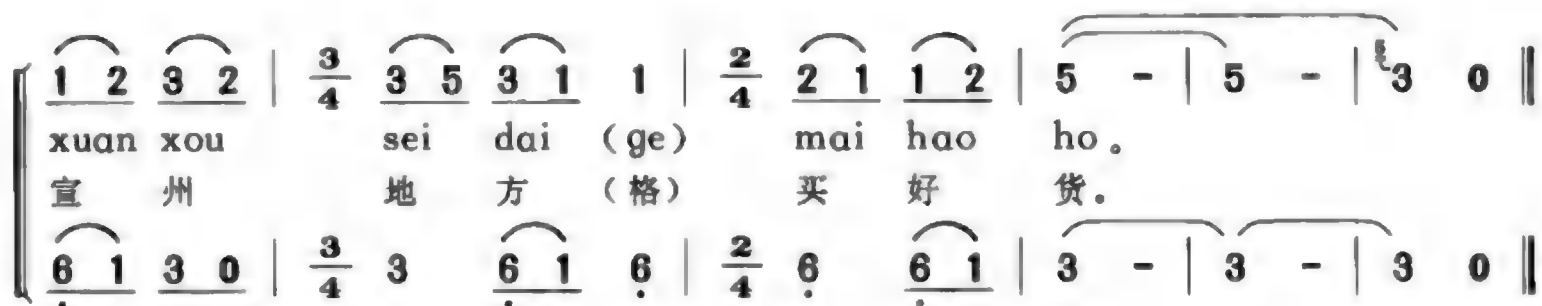 1 2 3 2 | 3/4 3 5 3 1 1 | 2/4 2 1 1 2 | 5 - | 5 - | 3 0 ‖
xuan xou sei dai (ge) mai hao ho。
宣 州 地 方 (格) 买 好 货。
6̣ 1 3 0 | 3/4 3 6̣ 1 6̣ | 2/4 6̣ 6̣ 1 | 3 - | 3 - | 3 0 ‖